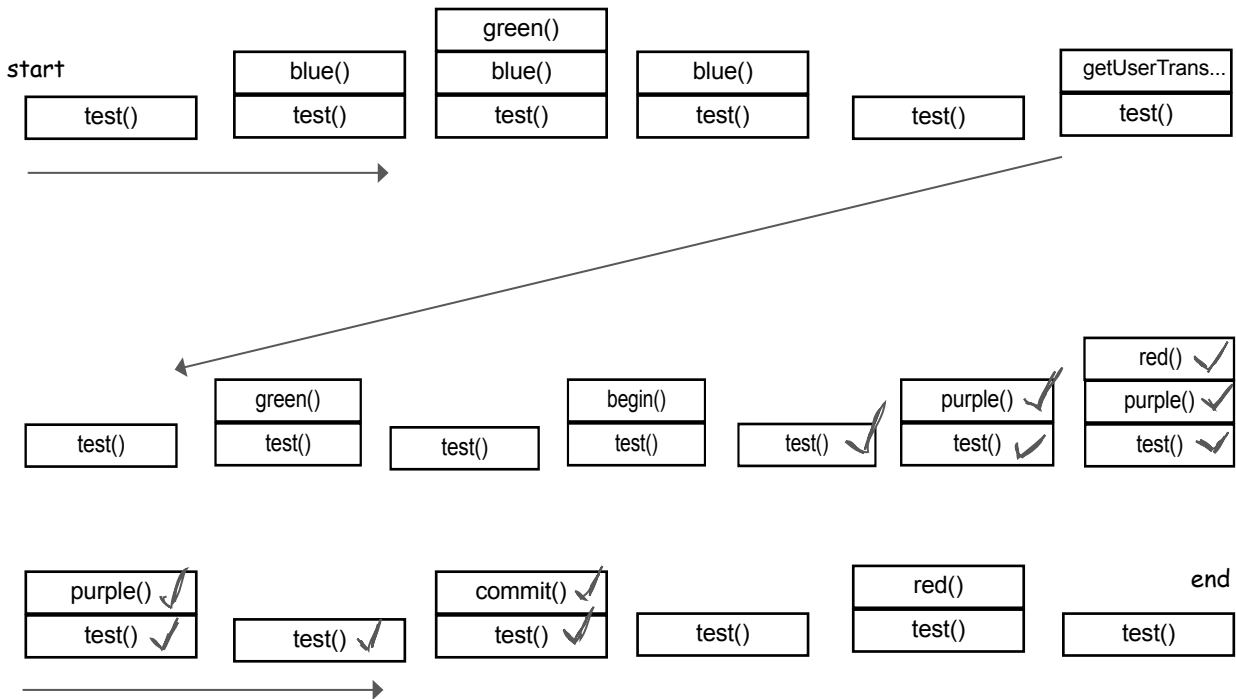 start
test()
blue()
test()
green()
blue()
test()
blue()
test()
test()
getUserTrans...
test()
test()
green()
test()
test()
begin()
test()
test()
purple()
test()
red()
purple()
test()
purple()
test()
test()
commit()
test()
test()
red()
test()
end
test()